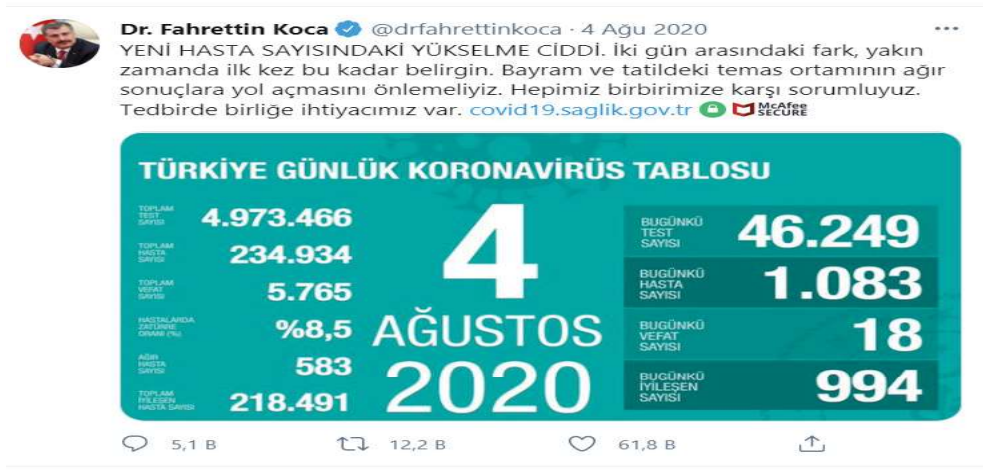 Dr. Fahrettin Koca @drfahrettinkoca · 4 Ağu 2020
YENİ HASTA SAYISINDAKİ YÜKSELME CİDDİ. İki gün arasındaki fark, yakın
zamanda ilk kez bu kadar belirgin. Bayram ve tatildeki temas ortamının ağır
sonuçlara yol açmasını önlemeliyiz. Hepimiz birbirimize karşı sorumluyuz.
Tedbirde birliğe ihtiyacımız var. covid19.saglik.gov.tr McAfee SECURE
TÜRKİYE GÜNLÜK KORONAVİRÜS TABLOSU
TOPLAM TEST SAYISI 4.973.466
TOPLAM HASTA SAYISI 234.934
TOPLAM VEFAT SAYISI 5.765
HASTALARDA ZATÜRRE ORANI (%) %8,5
AĞIR HASTA SAYISI 583
TOPLAM İYİLEŞEN HASTA SAYISI 218.491
4
AĞUSTOS
2020
BUGÜNKÜ TEST SAYISI 46.249
BUGÜNKÜ HASTA SAYISI 1.083
BUGÜNKÜ VEFAT SAYISI 18
BUGÜNKÜ İYİLEŞEN SAYISI 994
5,1 B 12,2 B 61,8 B